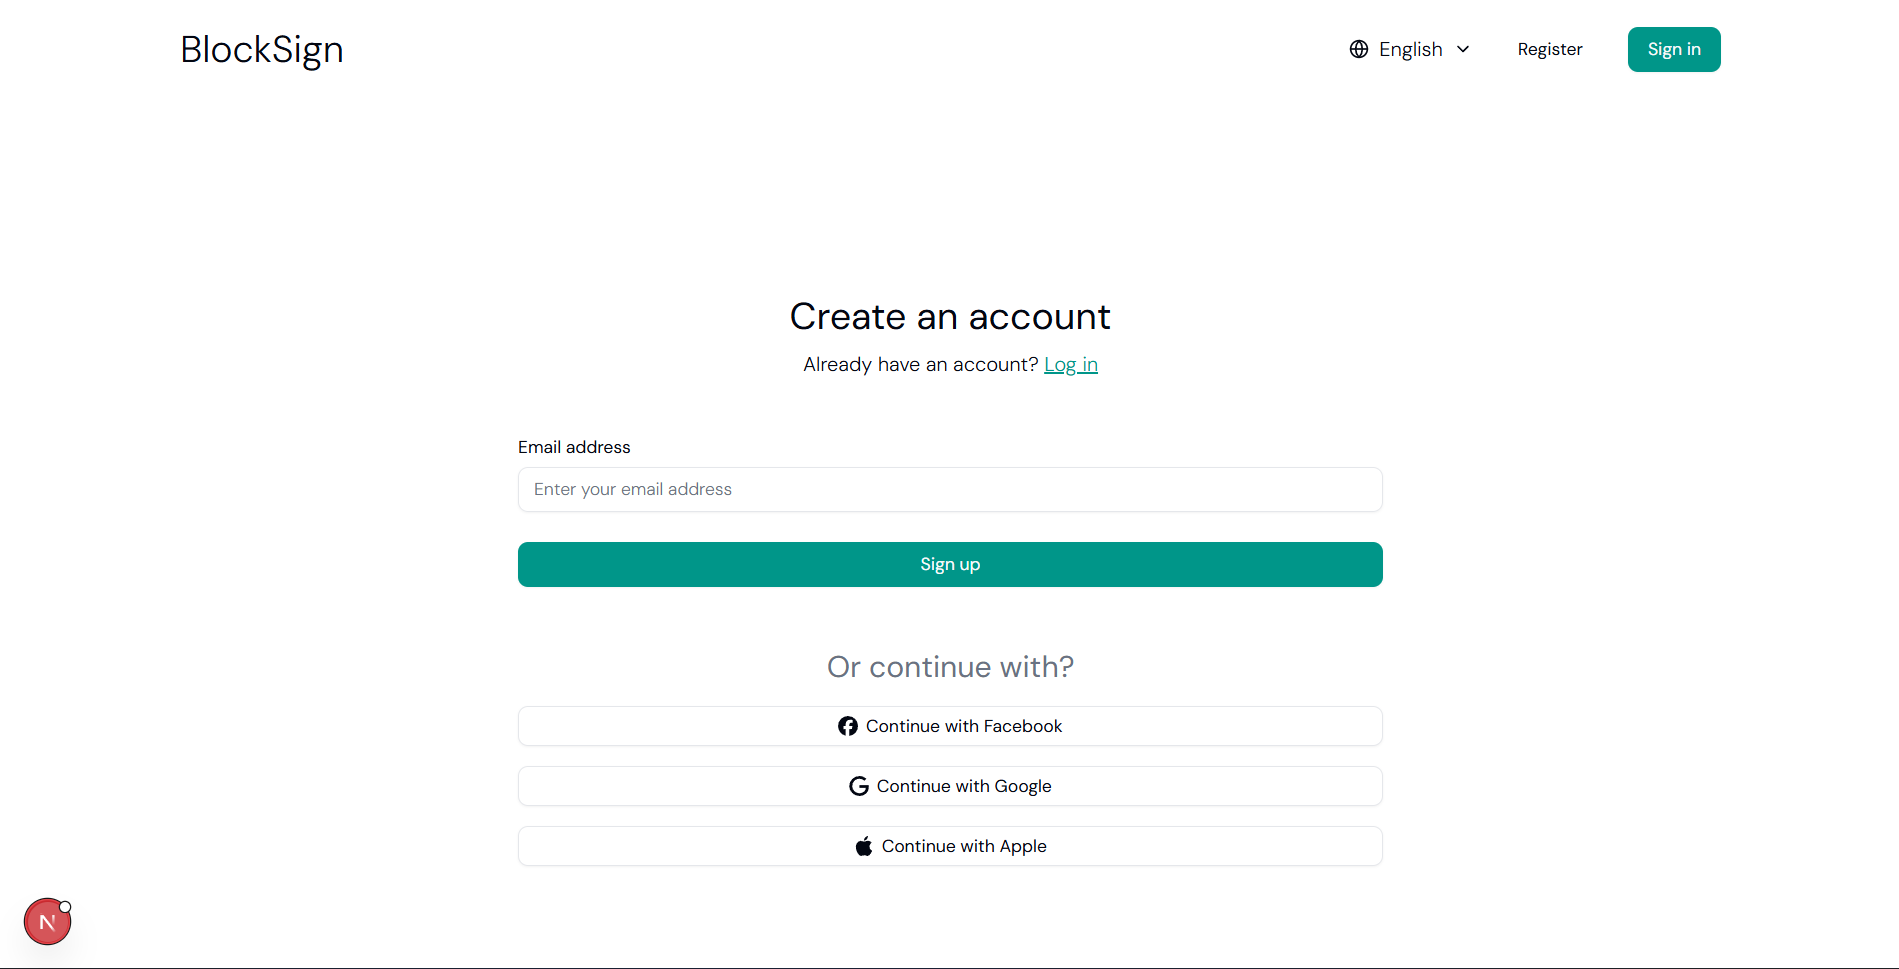 BlockSign
English
Register
Sign in
Create an account
Already have an account? Log in
Email address
Enter your email address
Sign up
Or continue with?
Continue with Facebook
Continue with Google
Continue with Apple
N